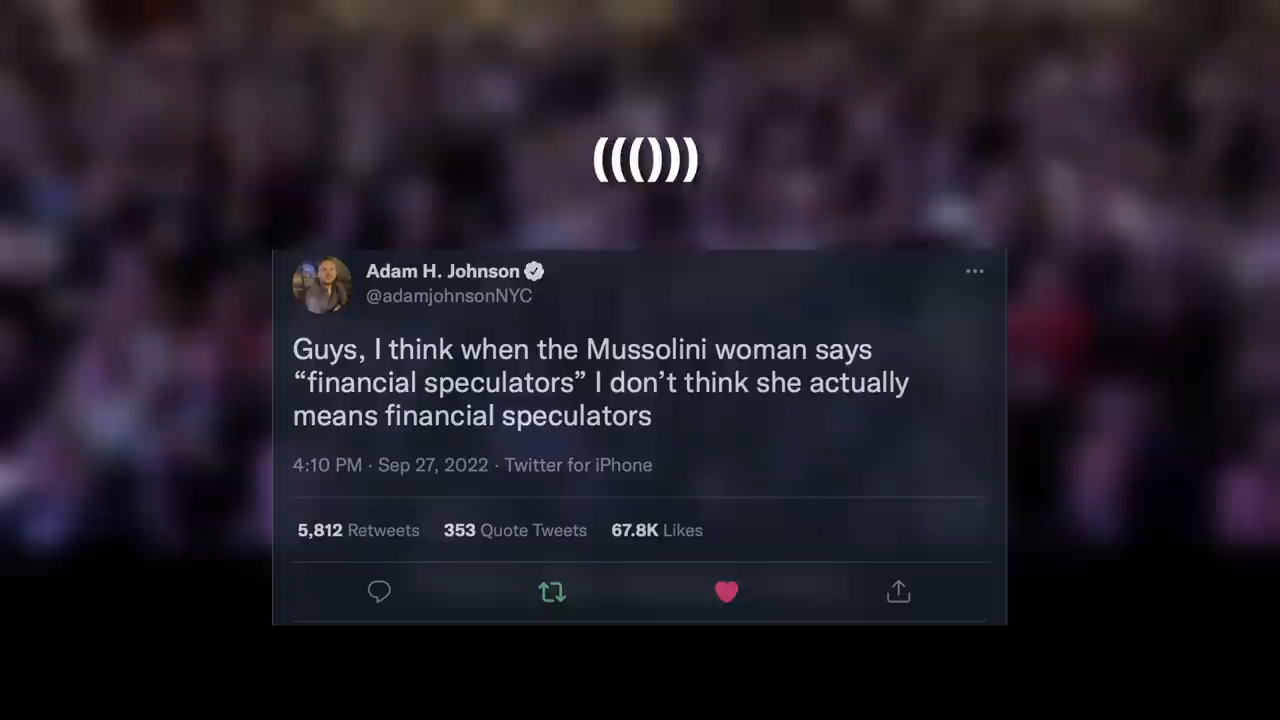 ((()))
Adam H. Johnson
@adamjohnsonNYC
Guys, I think when the Mussolini woman says
“financial speculators” I don’t think she actually
means financial speculators
4:10 PM · Sep 27, 2022 · Twitter for iPhone
5,812 Retweets 353 Quote Tweets 67.8K Likes